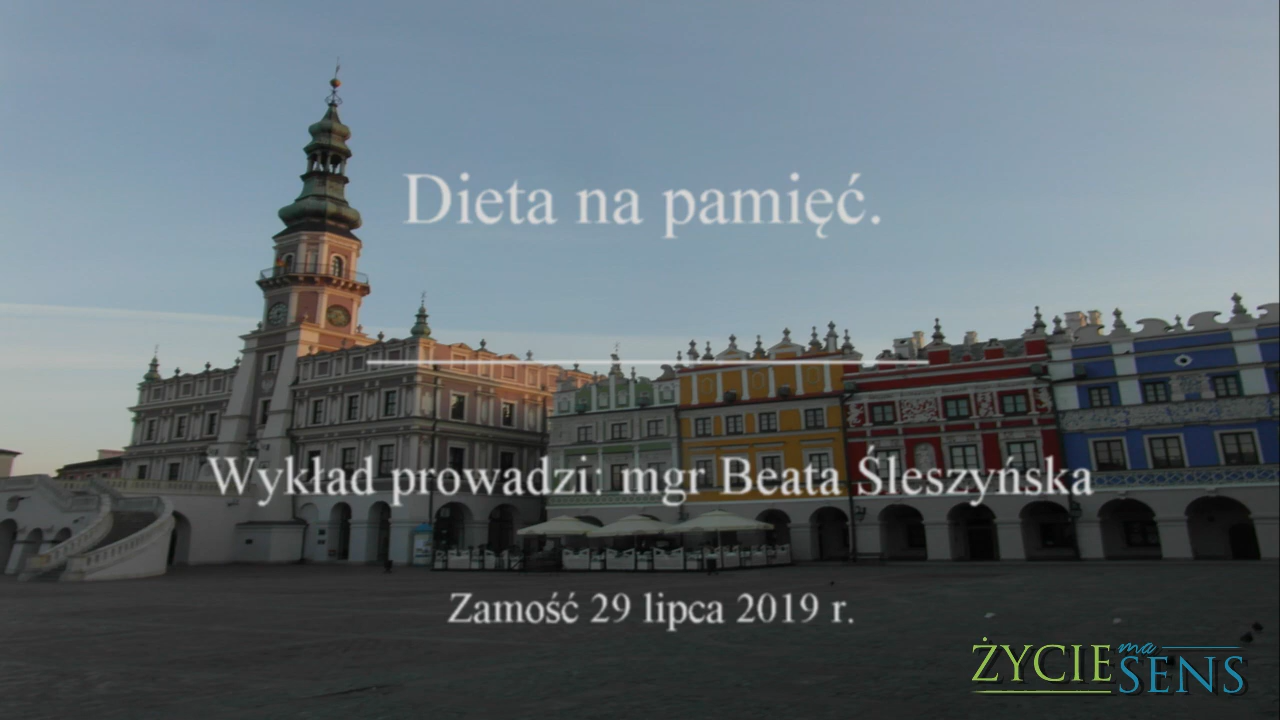 Dieta na pamięć.
Wykład prowadzi: mgr Beata Śleszyńska
Zamość 29 lipca 2019 r.
ŻYCIE ma SENS